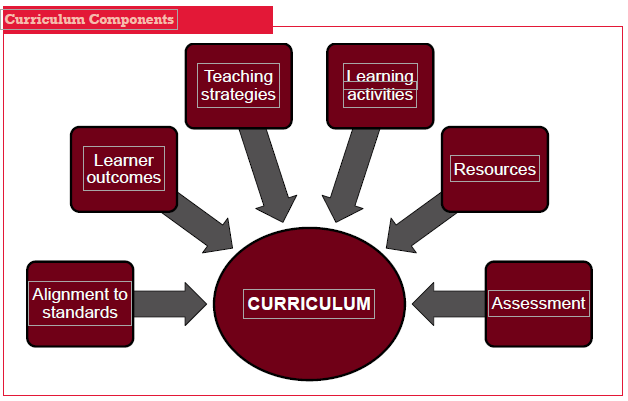 Curriculum Components
Teaching
strategies
Learning
activities
Learner
outcomes
Resources
Alignment to
standards
CURRICULUM
Assessment